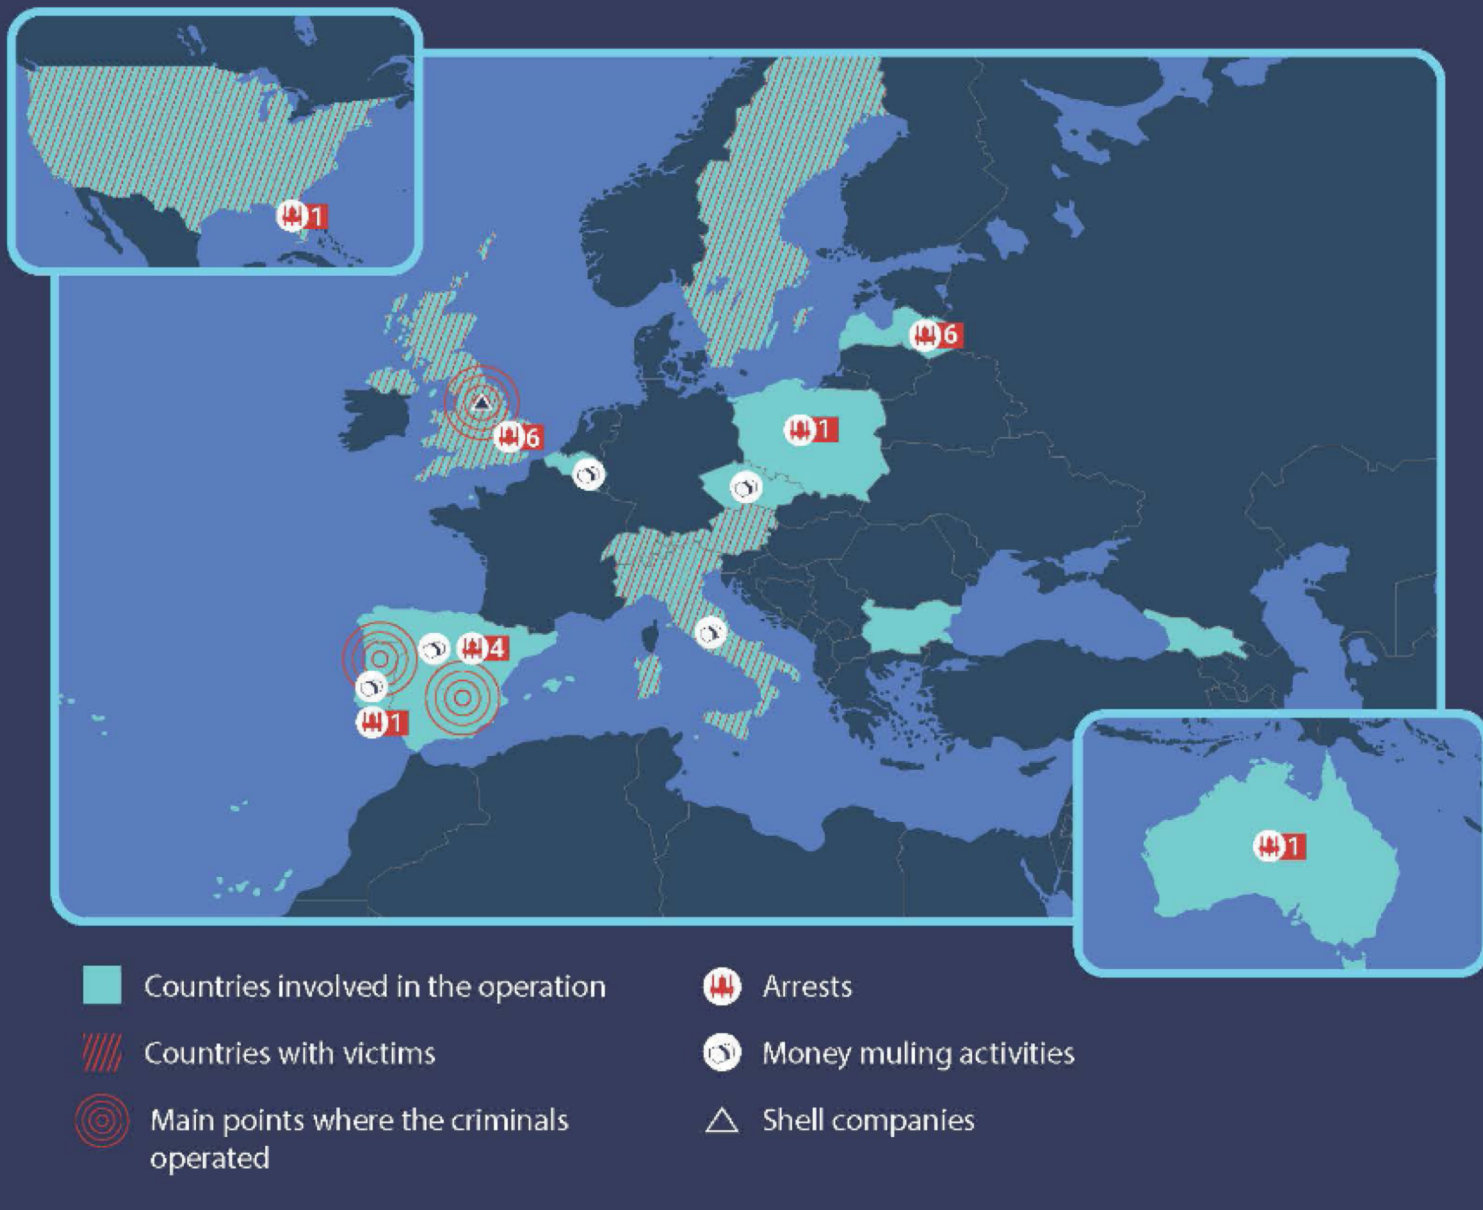 1
6
1
6
4
1
1
Countries involved in the operation
Countries with victims
Main points where the criminals
operated
Arrests
Money muling activities
Shell companies